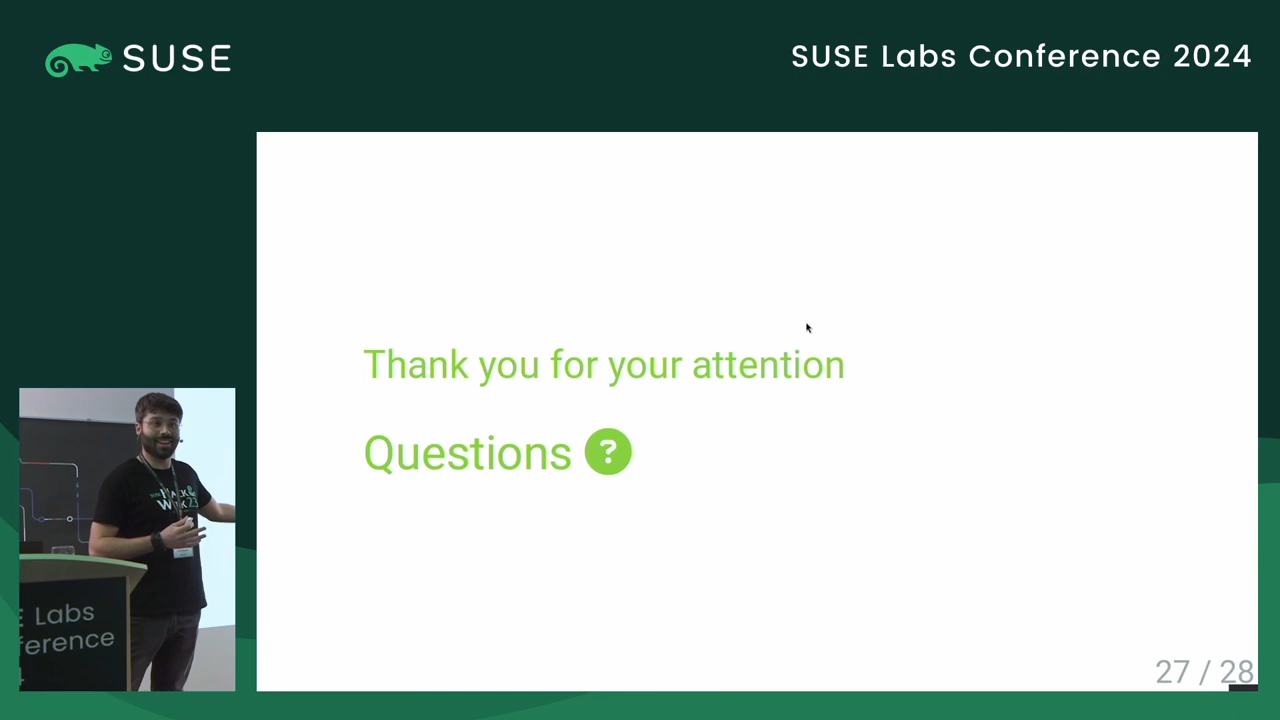 SUSE
SUSE Labs Conference 2024
Thank you for your attention
Questions ?
27 / 28
Labs
ference